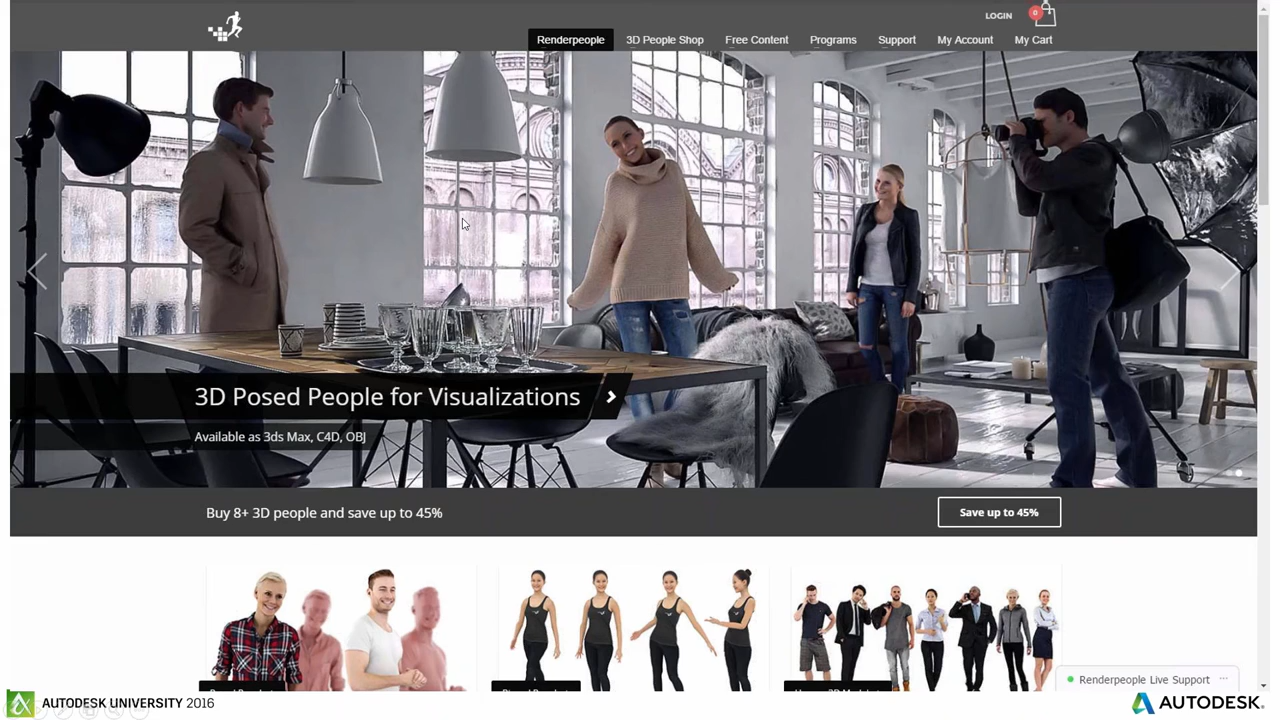 LOGIN
0
Renderpeople
3D People Shop
Free Content
Programs
Support
My Account
My Cart
3D Posed People for Visualizations
Available as 3ds Max, C4D, OBJ
Buy 8+ 3D people and save up to 45%
Save up to 45%
Renderpeople Live Support
AUTODESK UNIVERSITY 2016
AUTODESK.